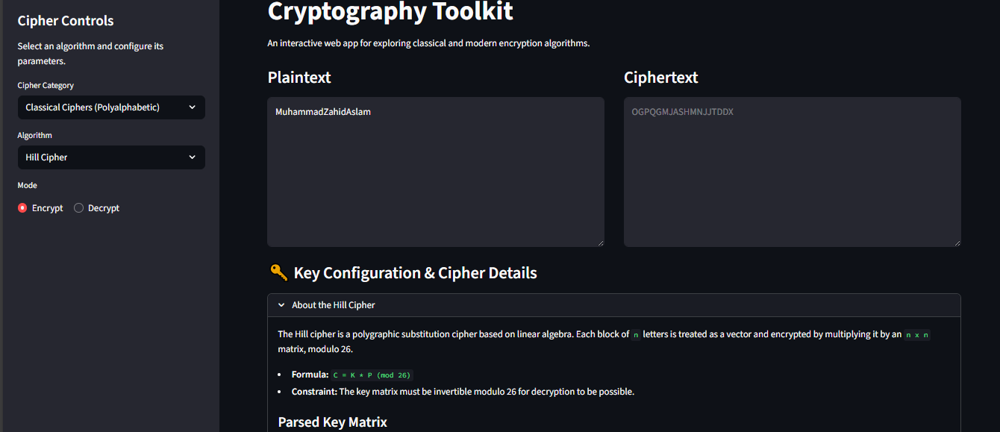 Cipher Controls
Select an algorithm and configure its
parameters.
Cipher Category
Classical Ciphers (Polyalphabetic)
Algorithm
Hill Cipher
Mode
Encrypt
Decrypt
Cryptography Toolkit
An interactive web app for exploring classical and modern encryption algorithms.
Plaintext
MuhammadZahidAslam
Ciphertext
OGPQGMJASHMNJJTDDX
Key Configuration & Cipher Details
About the Hill Cipher
The Hill cipher is a polygraphic substitution cipher based on linear algebra. Each block of n letters is treated as a vector and encrypted by multiplying it by an n x n
matrix, modulo 26.
• Formula: C = K * P (mod 26)
• Constraint: The key matrix must be invertible modulo 26 for decryption to be possible.
Parsed Key Matrix